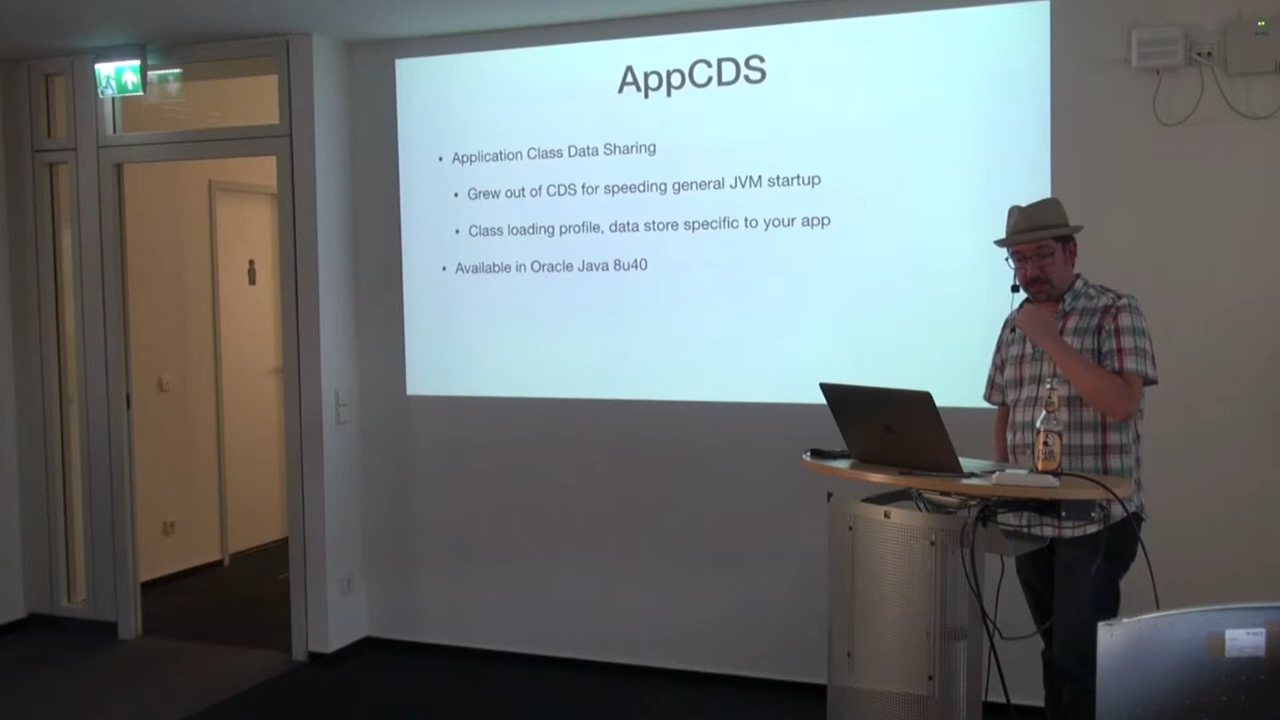 AppCDS
• Application Class Data Sharing
• Grew out of CDS for speeding general JVM startup
• Class loading profile, data store specific to your app
• Available in Oracle Java 8u40